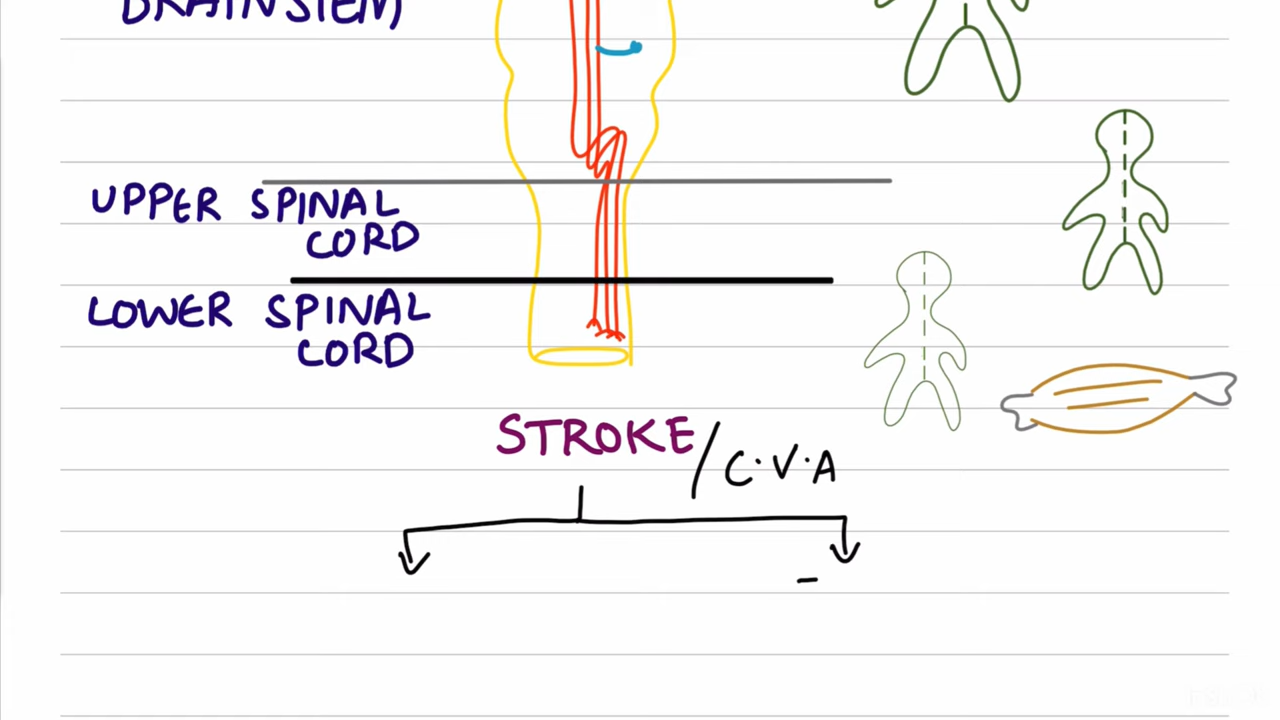 BRAINSTEM
UPPER SPINAL
CORD
LOWER SPINAL
CORD
STROKE / C.V.A